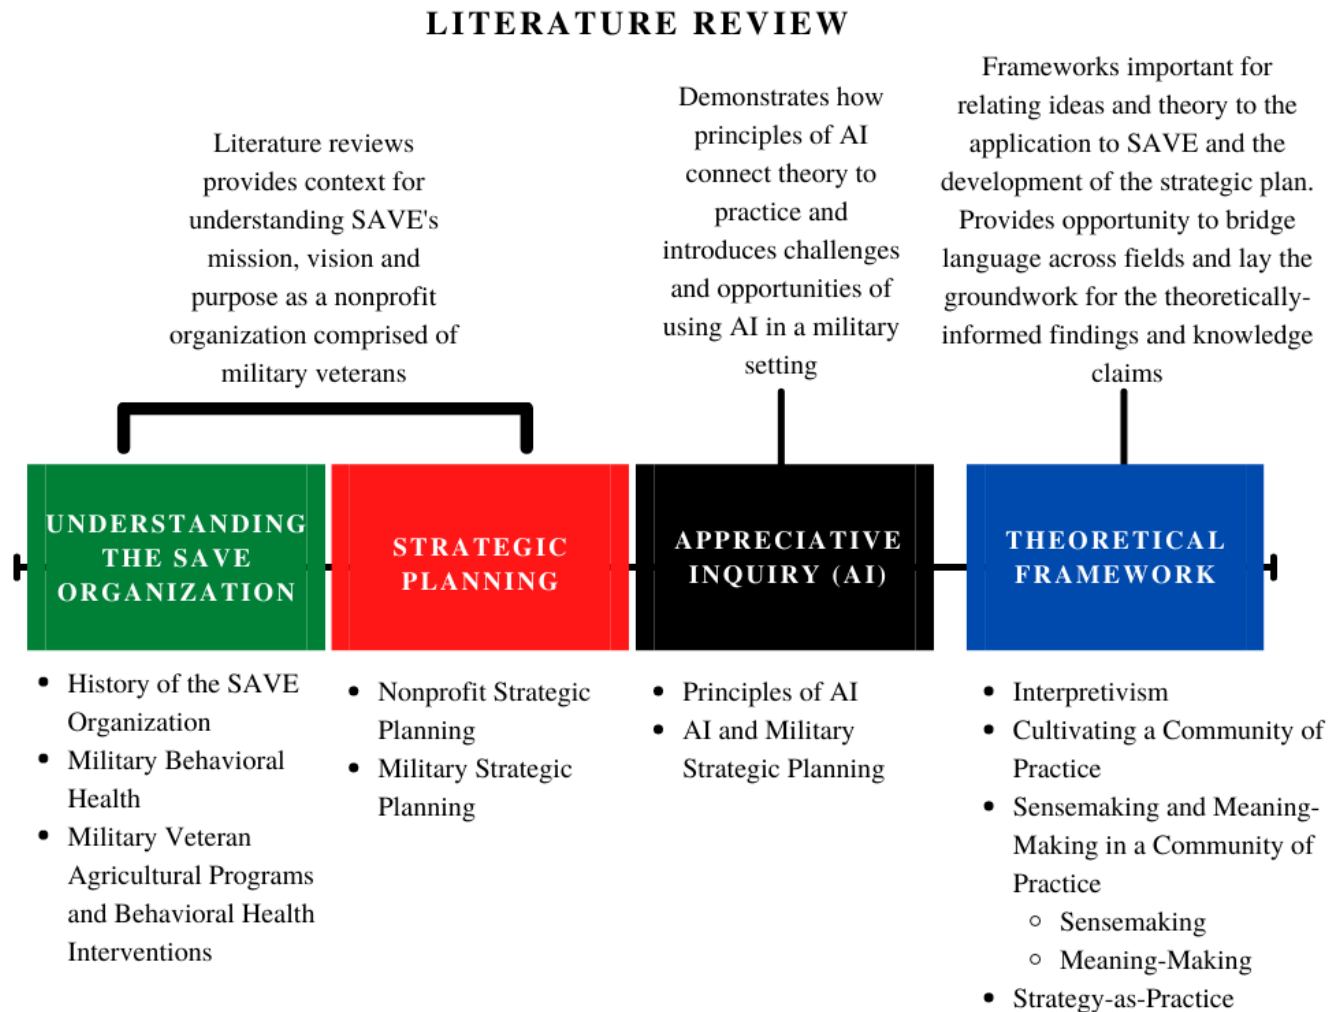 LITERATURE REVIEW
Literature reviews
provides context for
understanding SAVE's
mission, vision and
purpose as a nonprofit
organization comprised of
military veterans
Demonstrates how
principles of AI
connect theory to
practice and
introduces challenges
and opportunities of
using AI in a military
setting
Frameworks important for
relating ideas and theory to the
application to SAVE and the
development of the strategic plan.
Provides opportunity to bridge
language across fields and lay the
groundwork for the theoretically-
informed findings and knowledge
claims
UNDERSTANDING
THE SAVE
ORGANIZATION
STRATEGIC
PLANNING
APPRECIATIVE
INQUIRY (AI)
THEORETICAL
FRAMEWORK
• History of the SAVE
Organization
• Military Behavioral
Health
• Military Veteran
Agricultural Programs
and Behavioral Health
Interventions
• Nonprofit Strategic
Planning
• Military Strategic
Planning
• Principles of AI
• AI and Military
Strategic Planning
• Interpretivism
• Cultivating a Community of
Practice
• Sensemaking and Meaning-
Making in a Community of
Practice
○ Sensemaking
○ Meaning-Making
• Strategy-as-Practice